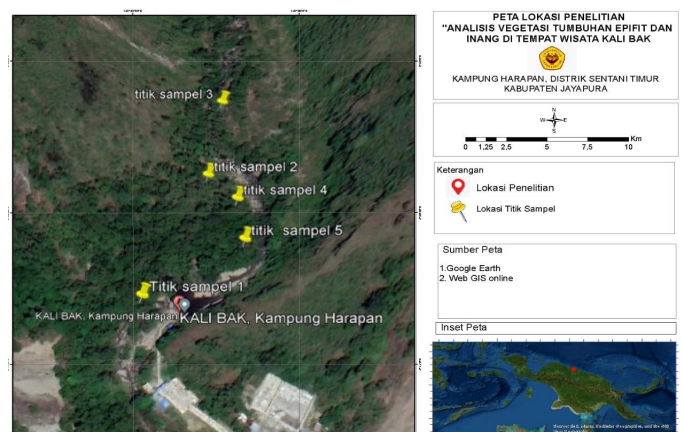 titik sampel 3
titik sampel 2
titik sampel 4
titik sampel 5
Titik sampel 1
KALI BAK, Kampung Harapan
KALI BAK, Kampung Harapan
PETA LOKASI PENELITIAN
"ANALISIS VEGETASI TUMBUHAN EPIFIT DAN
INANG DI TEMPAT WISATA KALI BAK
KAMPUNG HARAPAN, DISTRIK SENTANI TIMUR
KABUPATEN JAYAPURA
N
W E
S
Km
0 1,25 2,5 5 7,5 10
Keterangan
Lokasi Penelitian
Lokasi Titik Sampel
Sumber Peta
1.Google Earth
2. Web GIS online
Inset Peta